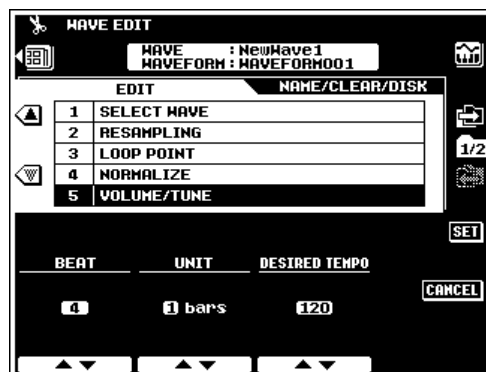 WAVE EDIT
WAVE :NewWave1
WAVEFORM:WAVEFORM001
EDIT NAME/CLEAR/DISK
1 SELECT WAVE
2 RESAMPLING
3 LOOP POINT
1/2
4 NORMALIZE
5 VOLUME/TUNE
SET
BEAT UNIT DESIRED TEMPO
CANCEL
4 1 bars 120